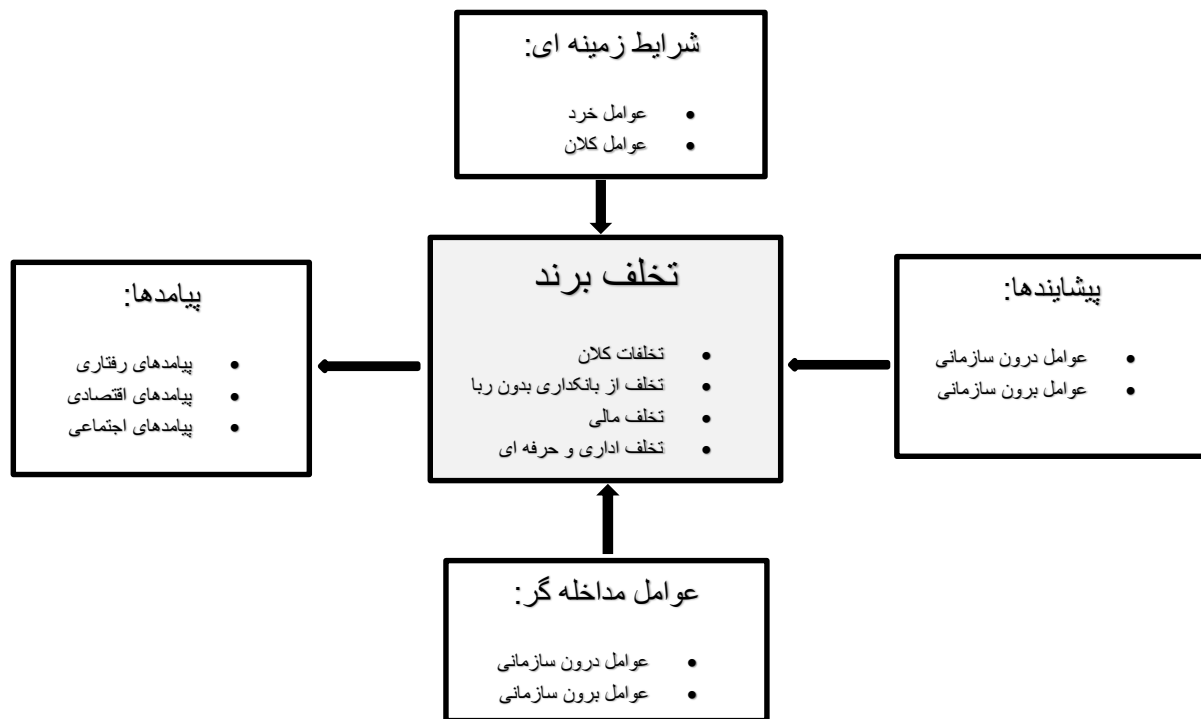 شرایط زمینه ای:
• عوامل خرد
• عوامل کلان
پیشایندها:
• عوامل درون سازمانی
• عوامل برون سازمانی
تخلف برند
• تخلفات کلان
• تخلف از بانکداری بدون ربا
• تخلف مالی
• تخلف اداری و حرفه ای
پیامدها:
• پیامدهای رفتاری
• پیامدهای اقتصادی
• پیامدهای اجتماعی
عوامل مداخله گر:
• عوامل درون سازمانی
• عوامل برون سازمانی